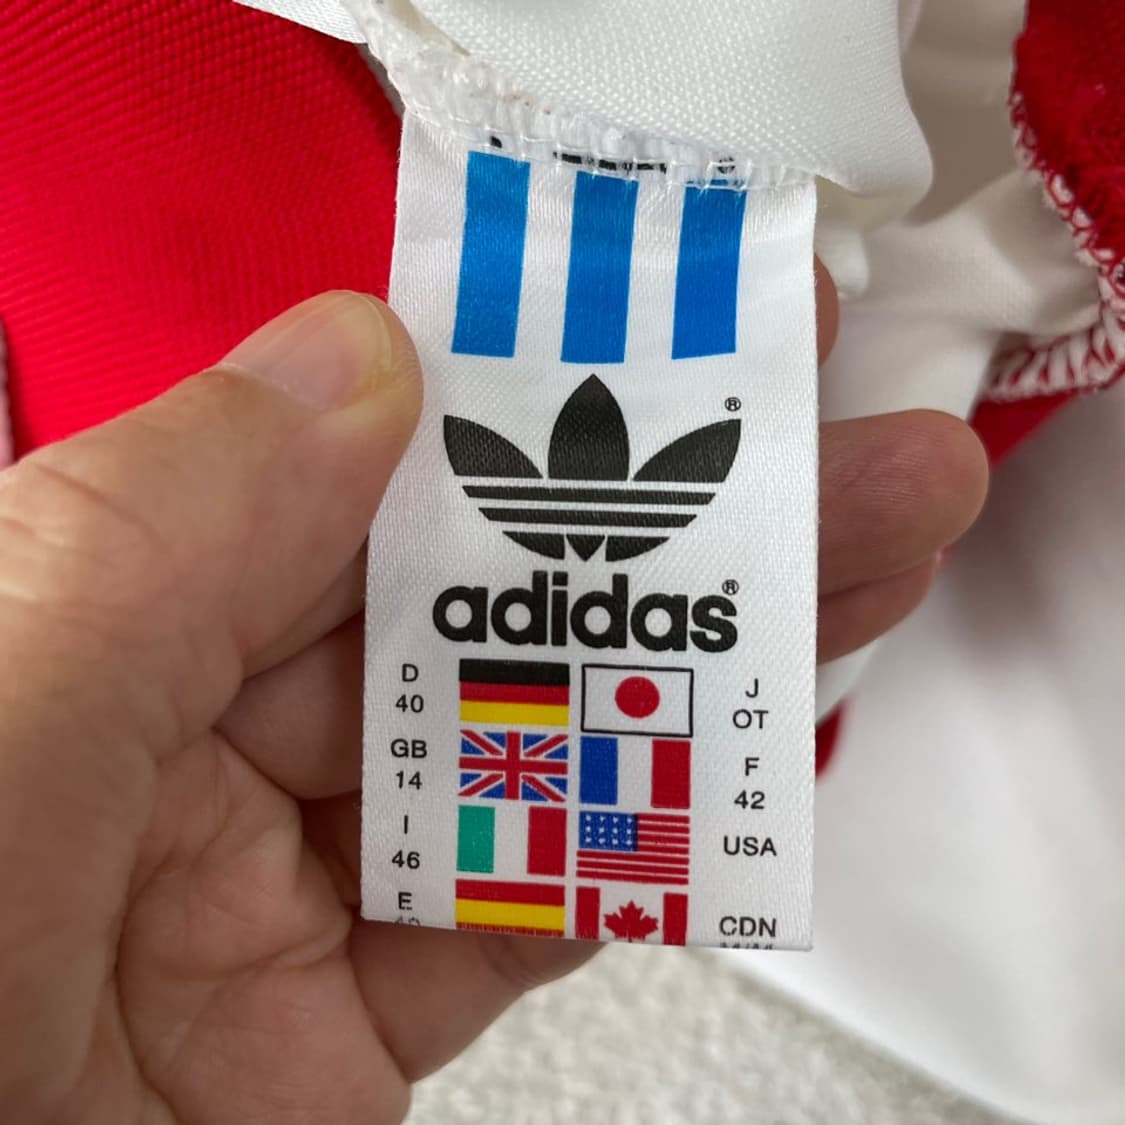 ®
adidas®
D
40
J
OT
GB
14
F
42
I
46
USA
E
CDN